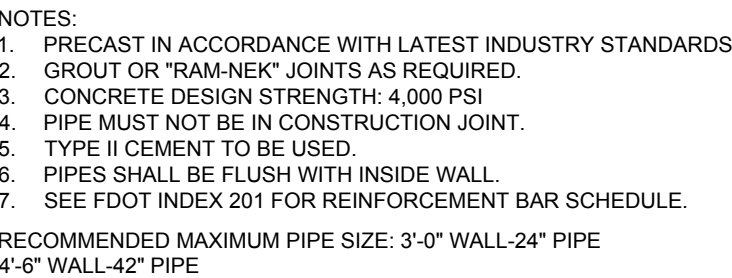 NOTES:
1. PRECAST IN ACCORDANCE WITH LATEST INDUSTRY STANDARDS
2. GROUT OR "RAM-NEK" JOINTS AS REQUIRED.
3. CONCRETE DESIGN STRENGTH: 4,000 PSI
4. PIPE MUST NOT BE IN CONSTRUCTION JOINT.
5. TYPE II CEMENT TO BE USED.
6. PIPES SHALL BE FLUSH WITH INSIDE WALL.
7. SEE FDOT INDEX 201 FOR REINFORCEMENT BAR SCHEDULE.
RECOMMENDED MAXIMUM PIPE SIZE: 3'-0" WALL-24" PIPE
4'-6" WALL-42" PIPE